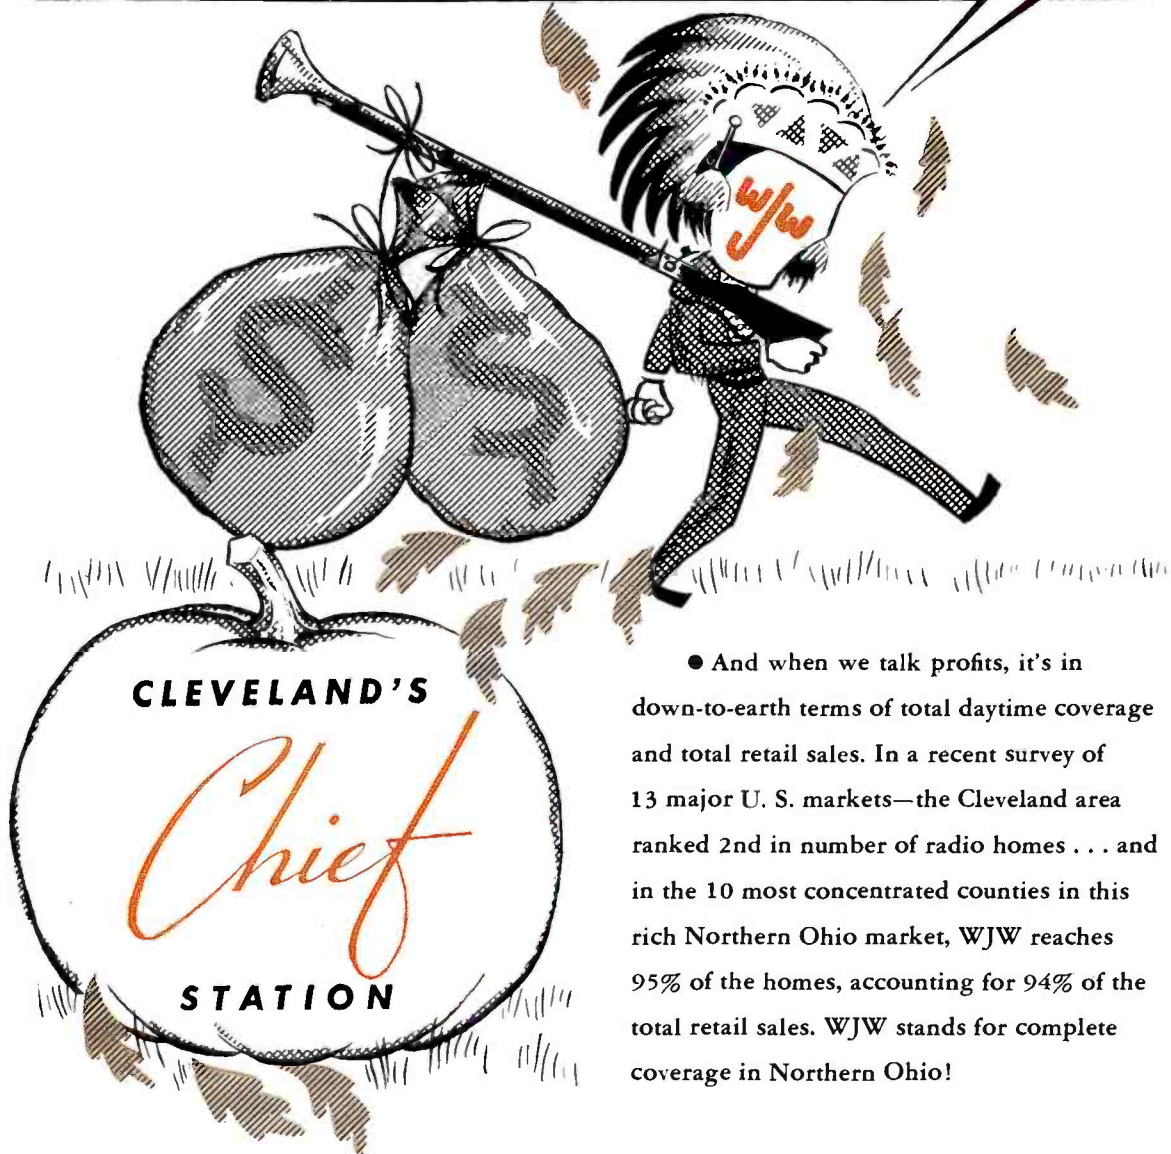 WJW
$ $
CLEVELAND'S
Chief
STATION
● And when we talk profits, it's in
down-to-earth terms of total daytime coverage
and total retail sales. In a recent survey of
13 major U. S. markets—the Cleveland area
ranked 2nd in number of radio homes . . . and
in the 10 most concentrated counties in this
rich Northern Ohio market, WJW reaches
95% of the homes, accounting for 94% of the
total retail sales. WJW stands for complete
coverage in Northern Ohio!